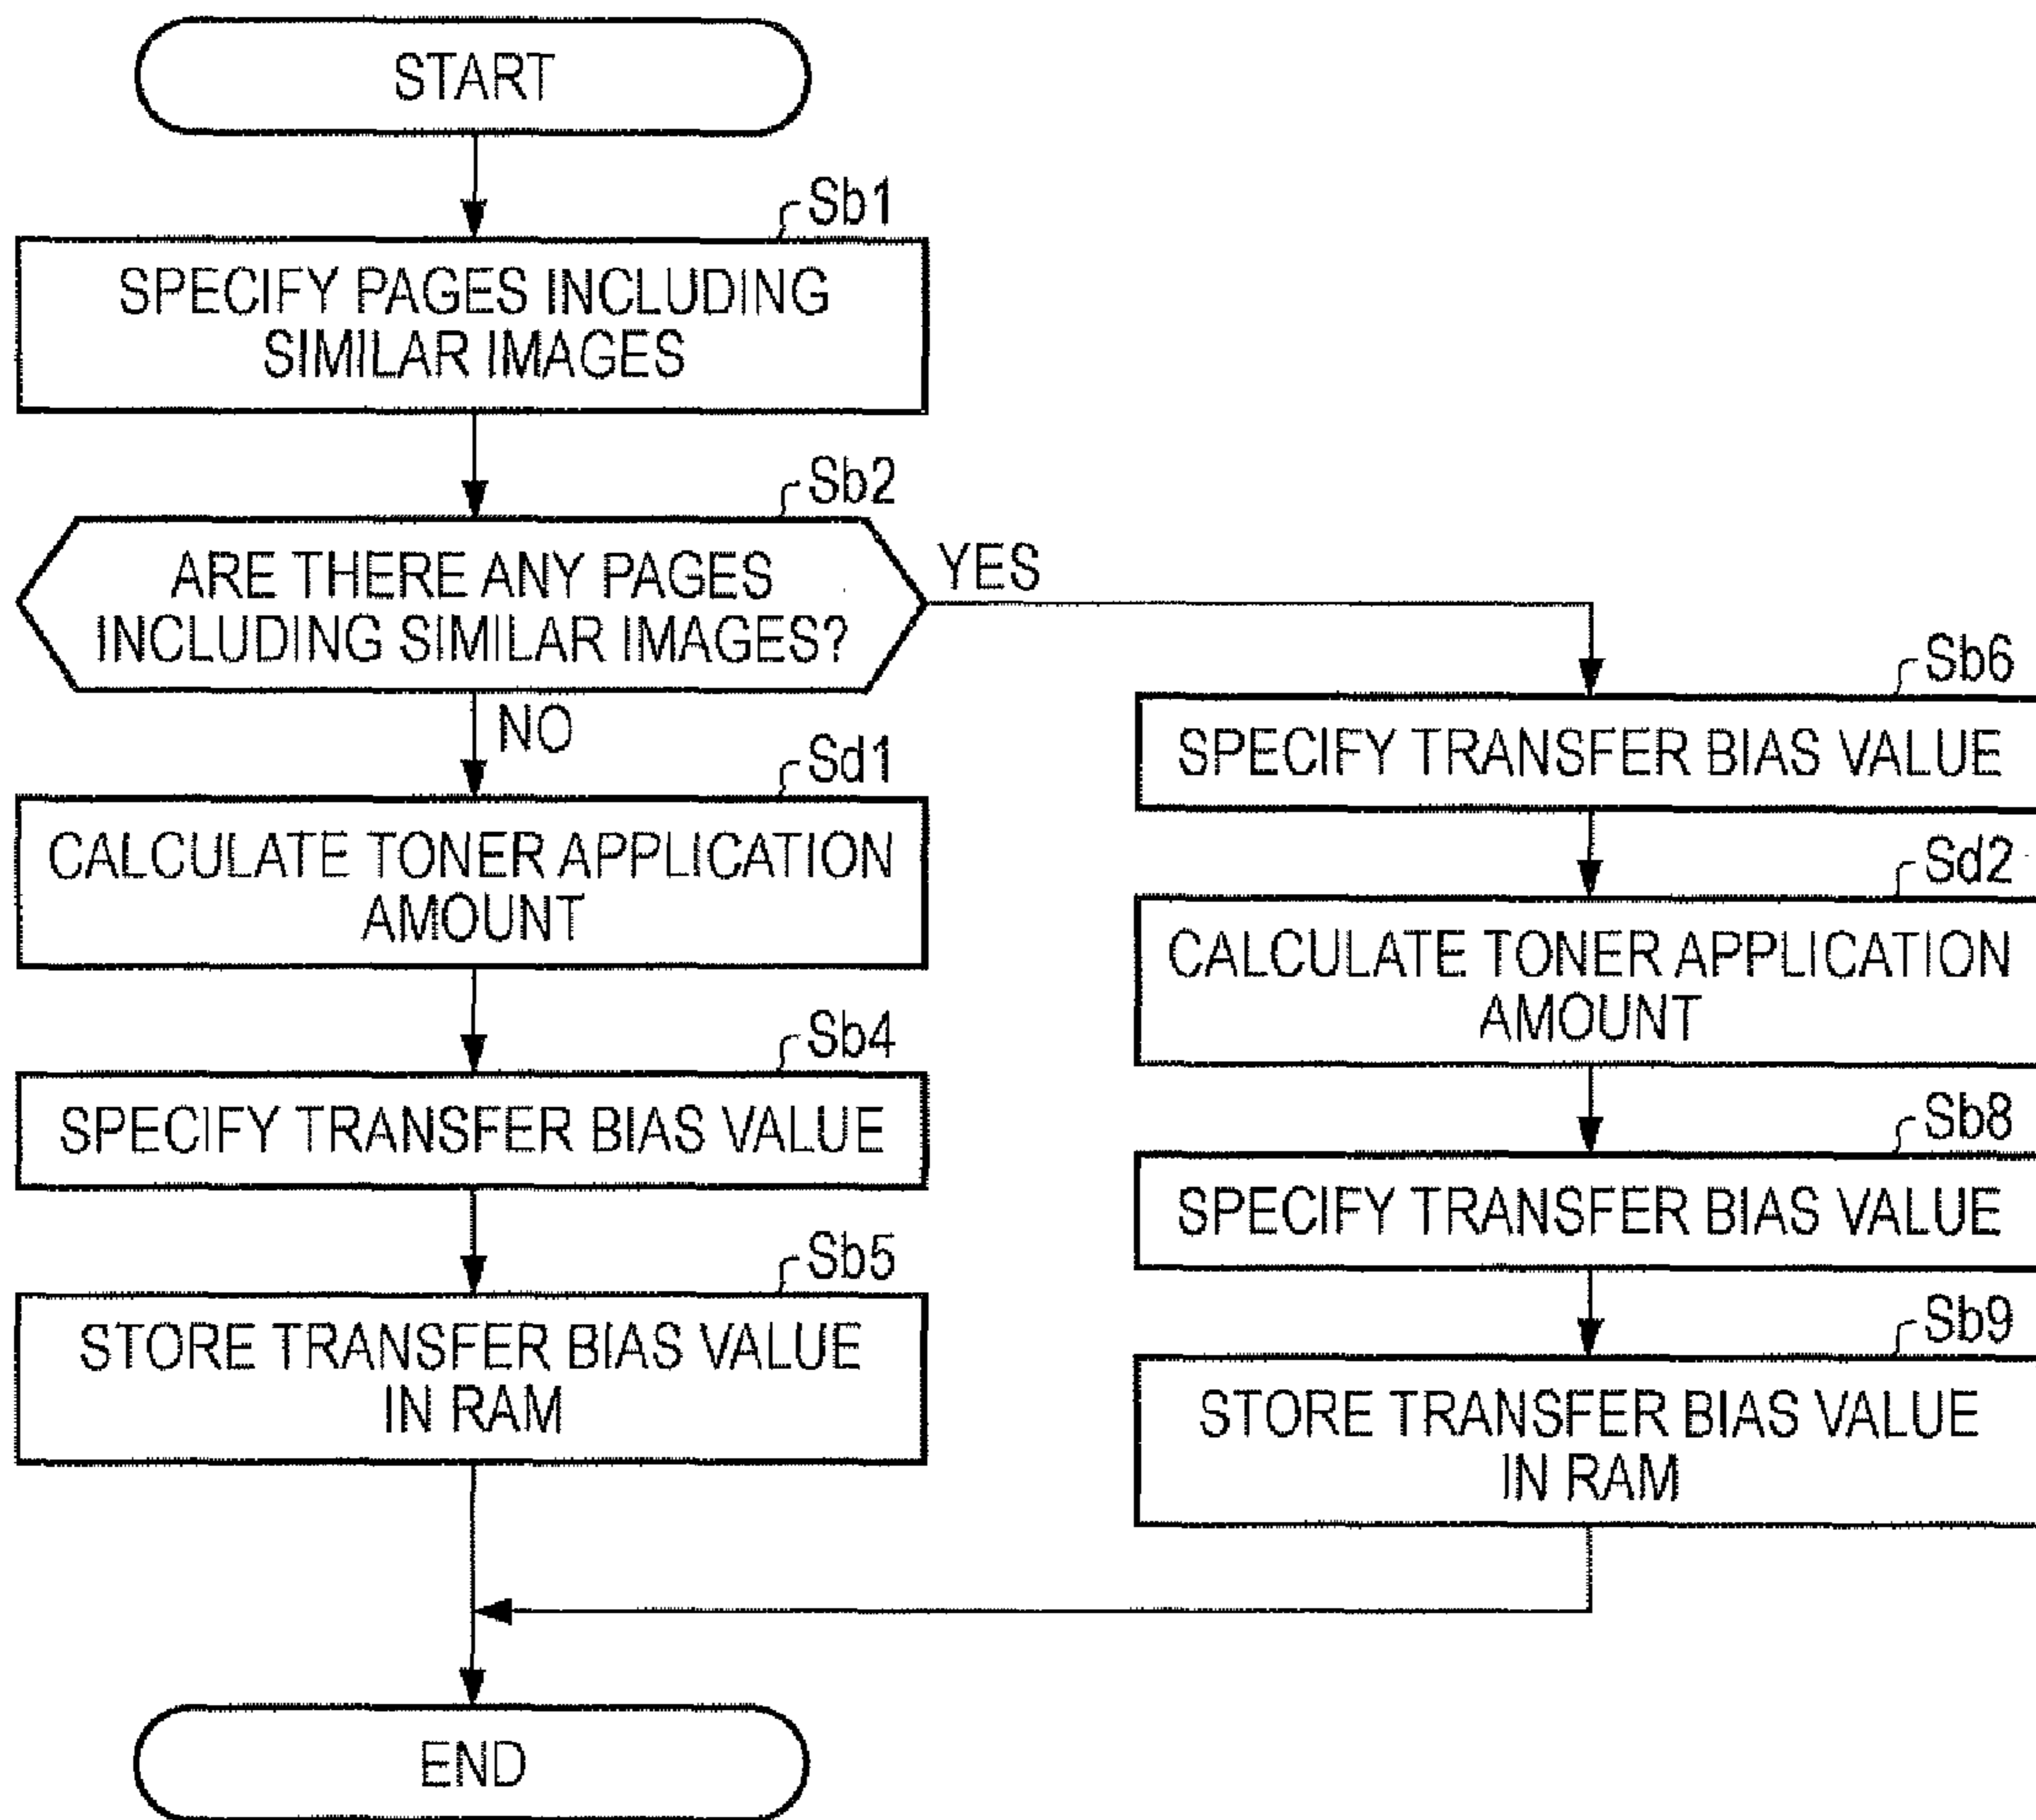 START
Sb1
SPECIFY PAGES INCLUDING
SIMILAR IMAGES
Sb2
ARE THERE ANY PAGES
INCLUDING SIMILAR IMAGES?
YES
NO
Sd1
CALCULATE TONER APPLICATION
AMOUNT
Sb4
SPECIFY TRANSFER BIAS VALUE
Sb5
STORE TRANSFER BIAS VALUE
IN RAM
Sb6
SPECIFY TRANSFER BIAS VALUE
Sd2
CALCULATE TONER APPLICATION
AMOUNT
Sb8
SPECIFY TRANSFER BIAS VALUE
Sb9
STORE TRANSFER BIAS VALUE
IN RAM
END